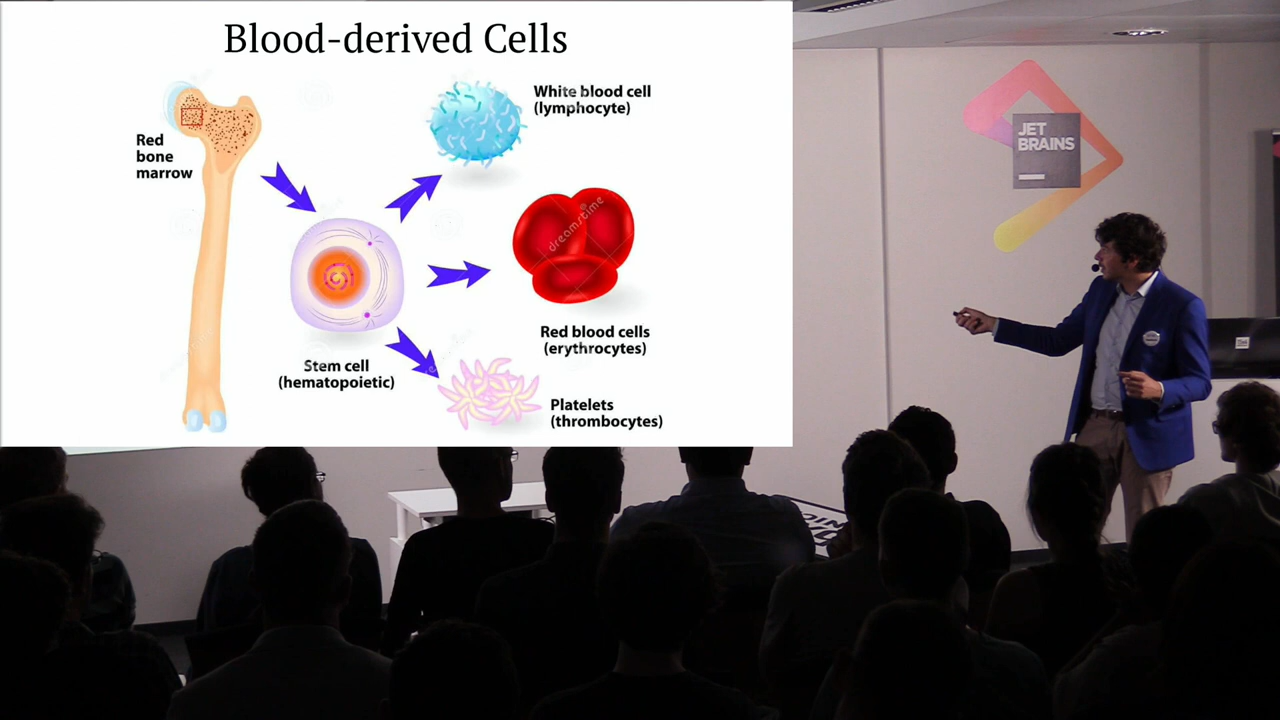 Blood-derived Cells
White blood cell
(lymphocyte)
Red
bone
marrow
dreamstime
Red blood cells
(erythrocytes)
Stem cell
(hematopoietic)
Platelets
(thrombocytes)
JET
BRAINS